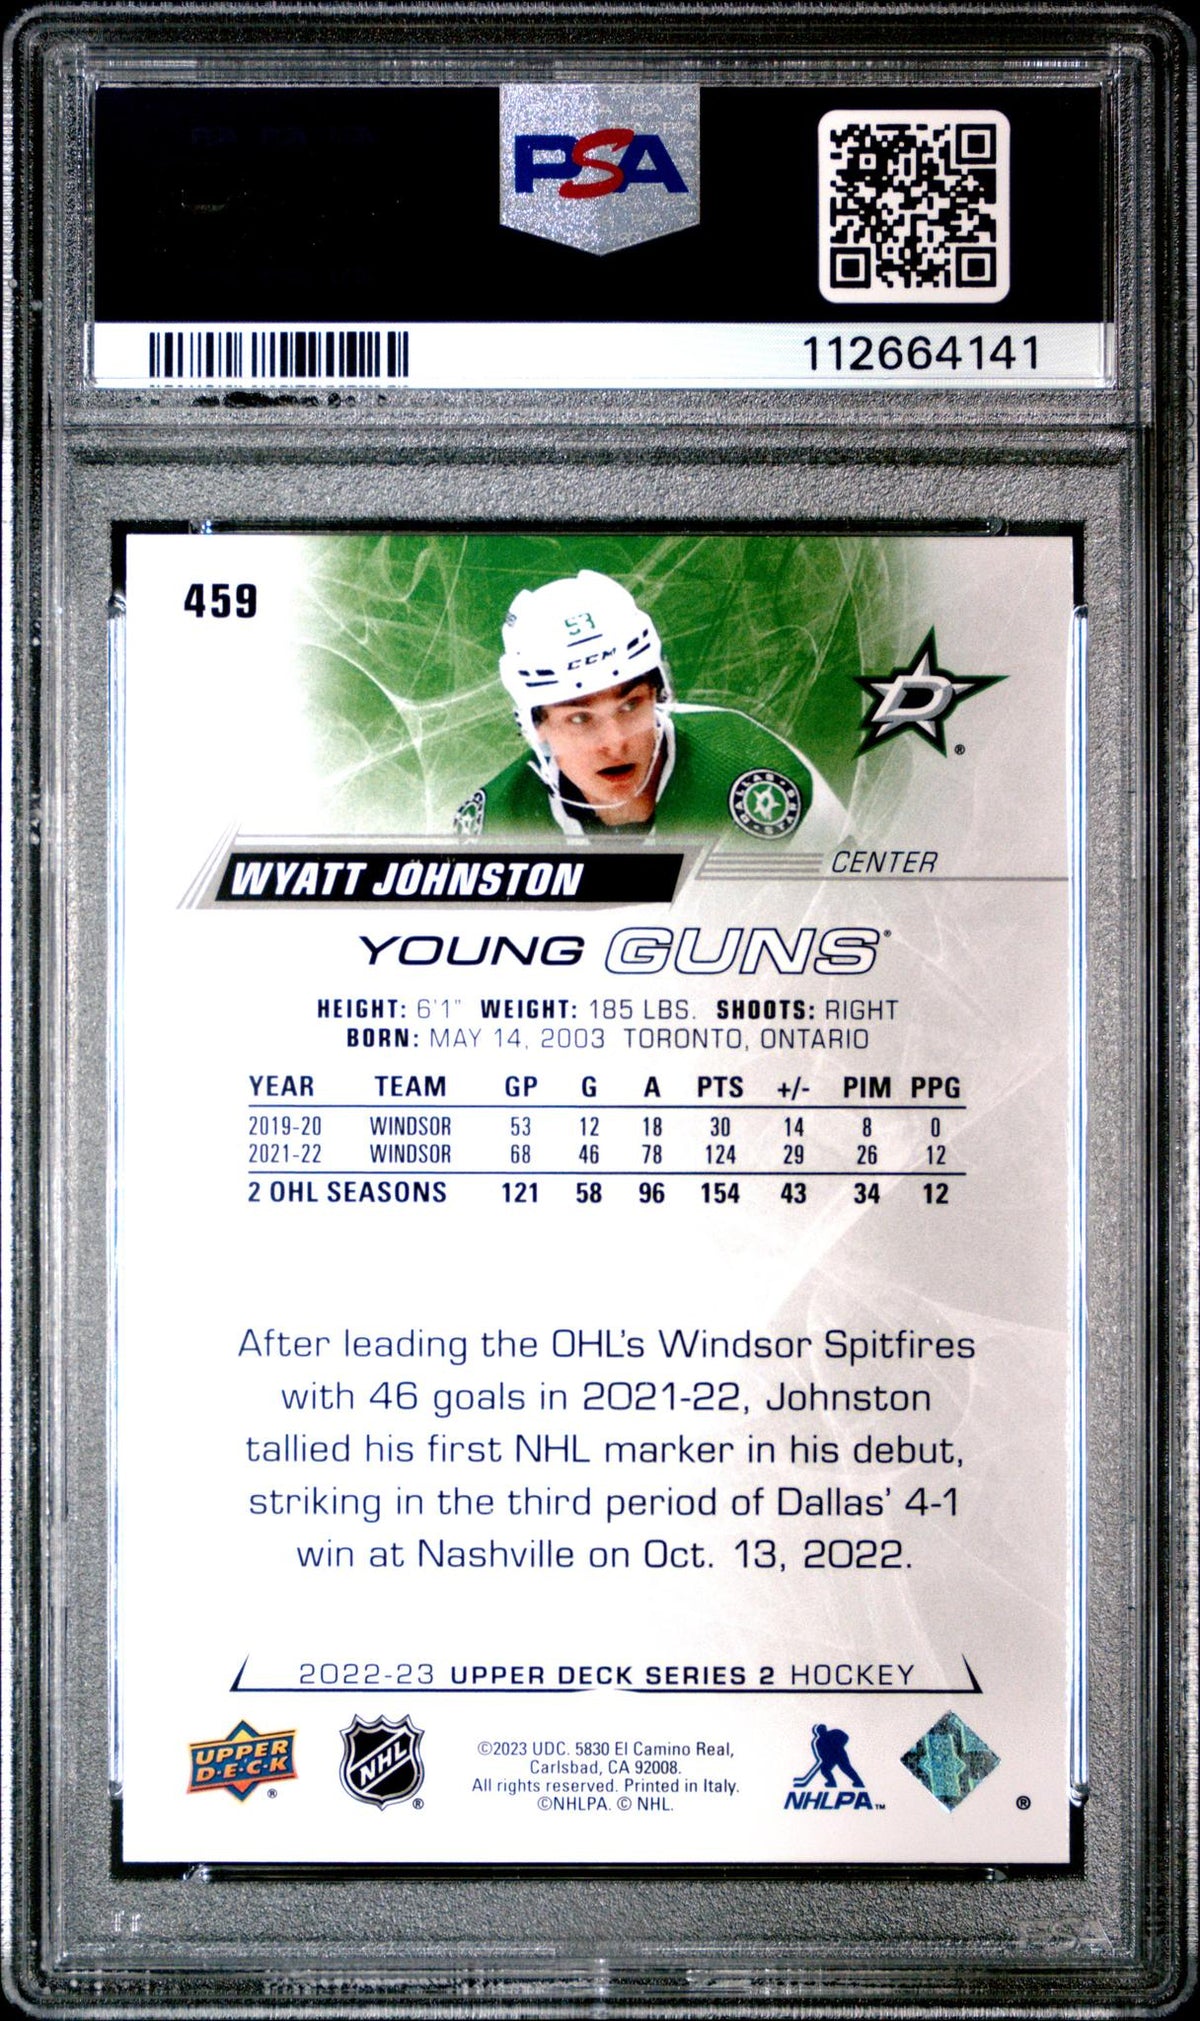 PSA
112664141
459
53
CCM
D
®
DALLAS STARS
WYATT JOHNSTON
CENTER
YOUNG GUNS®
HEIGHT: 6'1" WEIGHT: 185 LBS. SHOOTS: RIGHT
BORN: MAY 14, 2003 TORONTO, ONTARIO
YEAR TEAM GP G A PTS +/- PIM PPG
2019-20 WINDSOR 53 12 18 30 14 8 0
2021-22 WINDSOR 68 46 78 124 29 26 12
2 OHL SEASONS 121 58 96 154 43 34 12
After leading the OHL's Windsor Spitfires
with 46 goals in 2021-22, Johnston
tallied his first NHL marker in his debut,
striking in the third period of Dallas' 4-1
win at Nashville on Oct. 13, 2022.
2022-23 UPPER DECK SERIES 2 HOCKEY
UPPER
D•E•C•K
®
NHL
®
©2023 UDC. 5830 El Camino Real,
Carlsbad, CA 92008.
All rights reserved. Printed in Italy.
©NHLPA. © NHL.
NHLPA™
®
PSA